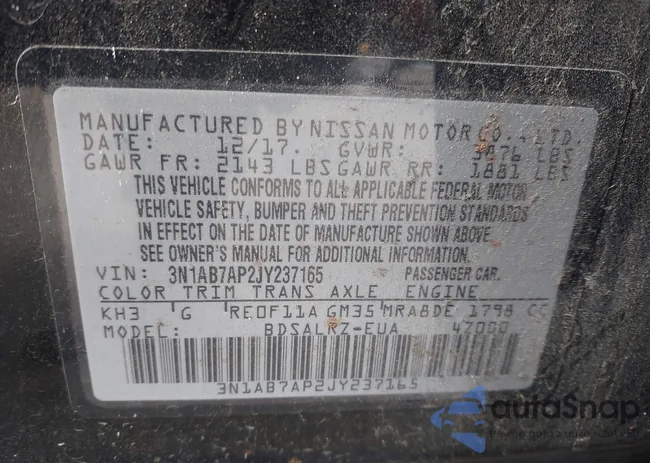 MANUFACTURED BY NISSAN MOTOR CO., LTD.
DATE: 12/17. GVWR: 3876 LBS
GAWR FR: 2143 LBS GAWR RR: 1881 LBS
THIS VEHICLE CONFORMS TO ALL APPLICABLE FEDERAL MOTOR
VEHICLE SAFETY, BUMPER AND THEFT PREVENTION STANDARDS
IN EFFECT ON THE DATE OF MANUFACTURE SHOWN ABOVE.
SEE OWNER'S MANUAL FOR ADDITIONAL INFORMATION.
VIN: 3N1AB7AP2JY237165 PASSENGER CAR.
COLOR TRIM TRANS AXLE ENGINE
KH3 G RE0F11A GM35 MRA8DE 1798 CC
MODEL: BDSALRZ-EUA 4Z000
3N1AB7AP2JY237165
autoSnap